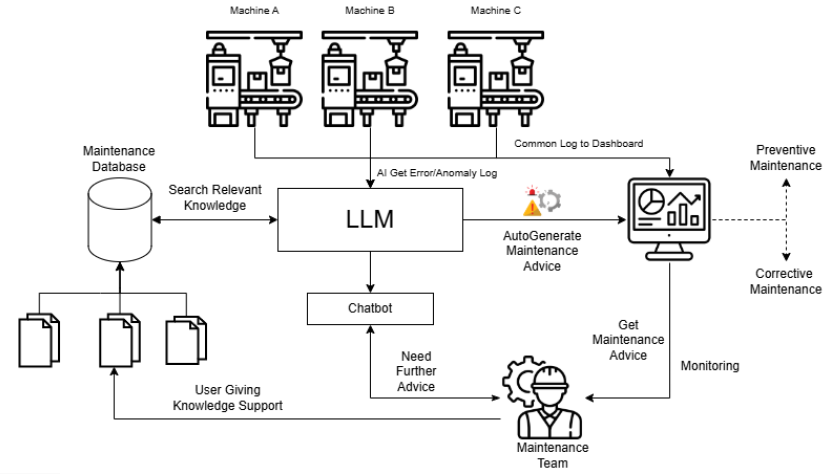 Machine A
Machine B
Machine C
Common Log to Dashboard
Maintenance
Database
Preventive
Maintenance
AI Get Error/Anomaly Log
Search Relevant
Knowledge
LLM
AutoGenerate
Maintenance
Advice
Corrective
Maintenance
Chatbot
Get
Maintenance
Advice
Monitoring
Need
Further
Advice
User Giving
Knowledge Support
Maintenance
Team